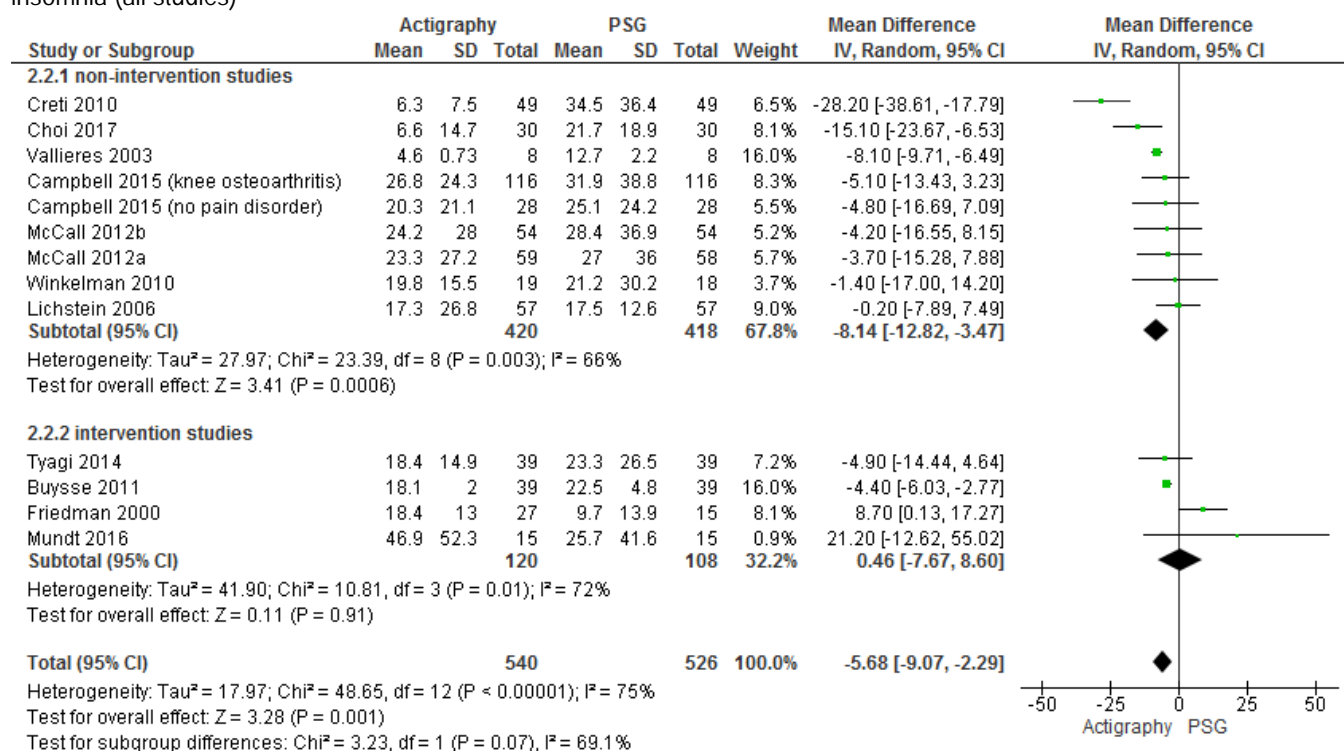 insomnia (all studies)
Actigraphy PSG Mean Difference Mean Difference
Study or Subgroup Mean SD Total Mean SD Total Weight IV, Random, 95% CI IV, Random, 95% CI
2.2.1 non-intervention studies
Creti 2010 6.3 7.5 49 34.5 36.4 49 6.5% -28.20 [-38.61, -17.79]
Choi 2017 6.6 14.7 30 21.7 18.9 30 8.1% -15.10 [-23.67, -6.53]
Vallieres 2003 4.6 0.73 8 12.7 2.2 8 16.0% -8.10 [-9.71, -6.49]
Campbell 2015 (knee osteoarthritis) 26.8 24.3 116 31.9 38.8 116 8.3% -5.10 [-13.43, 3.23]
Campbell 2015 (no pain disorder) 20.3 21.1 28 25.1 24.2 28 5.5% -4.80 [-16.69, 7.09]
McCall 2012b 24.2 28 54 28.4 36.9 54 5.2% -4.20 [-16.55, 8.15]
McCall 2012a 23.3 27.2 59 27 36 58 5.7% -3.70 [-15.28, 7.88]
Winkelman 2010 19.8 15.5 19 21.2 30.2 18 3.7% -1.40 [-17.00, 14.20]
Lichstein 2006 17.3 26.8 57 17.5 12.6 57 9.0% -0.20 [-7.89, 7.49]
Subtotal (95% CI) 420 418 67.8% -8.14 [-12.82, -3.47]
Heterogeneity: Tau² = 27.97; Chi² = 23.39, df = 8 (P = 0.003); I² = 66%
Test for overall effect: Z = 3.41 (P = 0.0006)
2.2.2 intervention studies
Tyagi 2014 18.4 14.9 39 23.3 26.5 39 7.2% -4.90 [-14.44, 4.64]
Buysse 2011 18.1 2 39 22.5 4.8 39 16.0% -4.40 [-6.03, -2.77]
Friedman 2000 18.4 13 27 9.7 13.9 15 8.1% 8.70 [0.13, 17.27]
Mundt 2016 46.9 52.3 15 25.7 41.6 15 0.9% 21.20 [-12.62, 55.02]
Subtotal (95% CI) 120 108 32.2% 0.46 [-7.67, 8.60]
Heterogeneity: Tau² = 41.90; Chi² = 10.81, df = 3 (P = 0.01); I² = 72%
Test for overall effect: Z = 0.11 (P = 0.91)
Total (95% CI) 540 526 100.0% -5.68 [-9.07, -2.29]
Heterogeneity: Tau² = 17.97; Chi² = 48.65, df = 12 (P < 0.00001); I² = 75%
Test for overall effect: Z = 3.28 (P = 0.001)
Test for subgroup differences: Chi² = 3.23, df = 1 (P = 0.07), I² = 69.1%
-50 -25 0 25 50
Actigraphy PSG